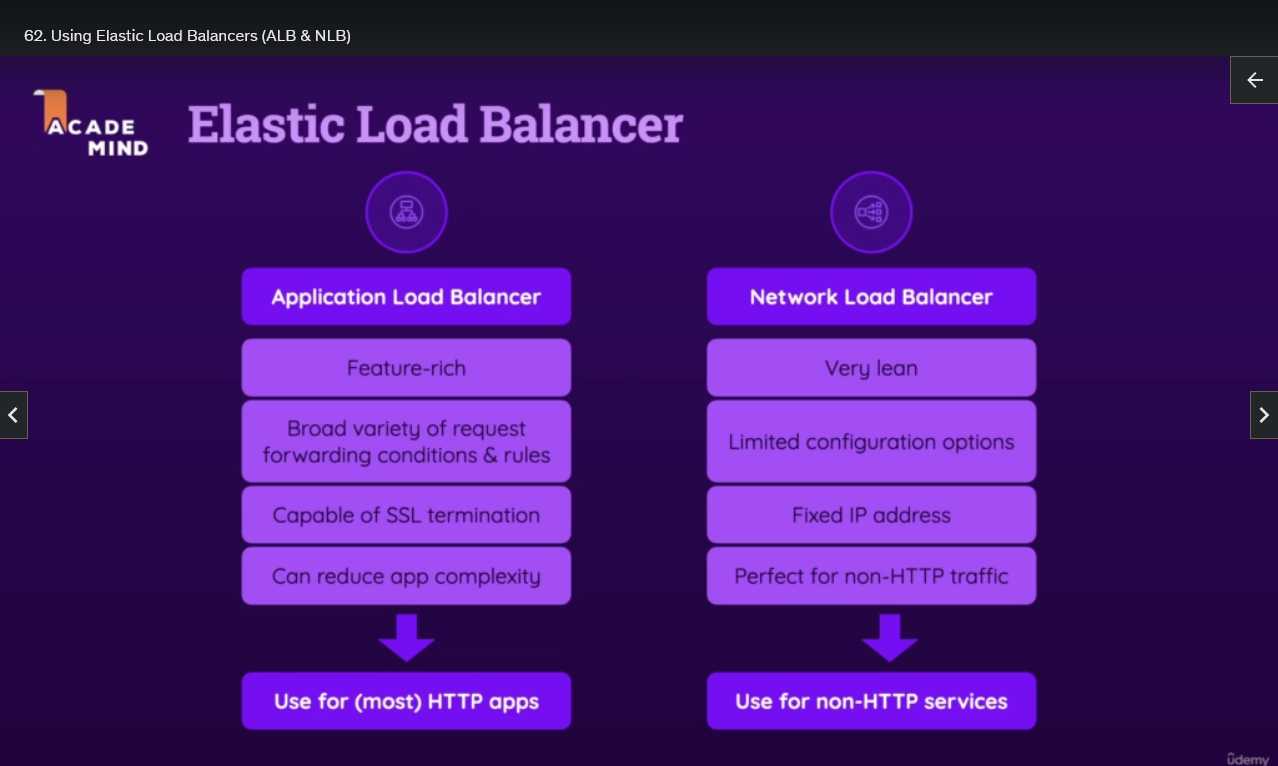 62. Using Elastic Load Balancers (ALB & NLB)
ACADE
MIND
Elastic Load Balancer
Application Load Balancer
Feature-rich
Broad variety of request
forwarding conditions & rules
Capable of SSL termination
Can reduce app complexity
Use for (most) HTTP apps
Network Load Balancer
Very lean
Limited configuration options
Fixed IP address
Perfect for non-HTTP traffic
Use for non-HTTP services
ûdemy